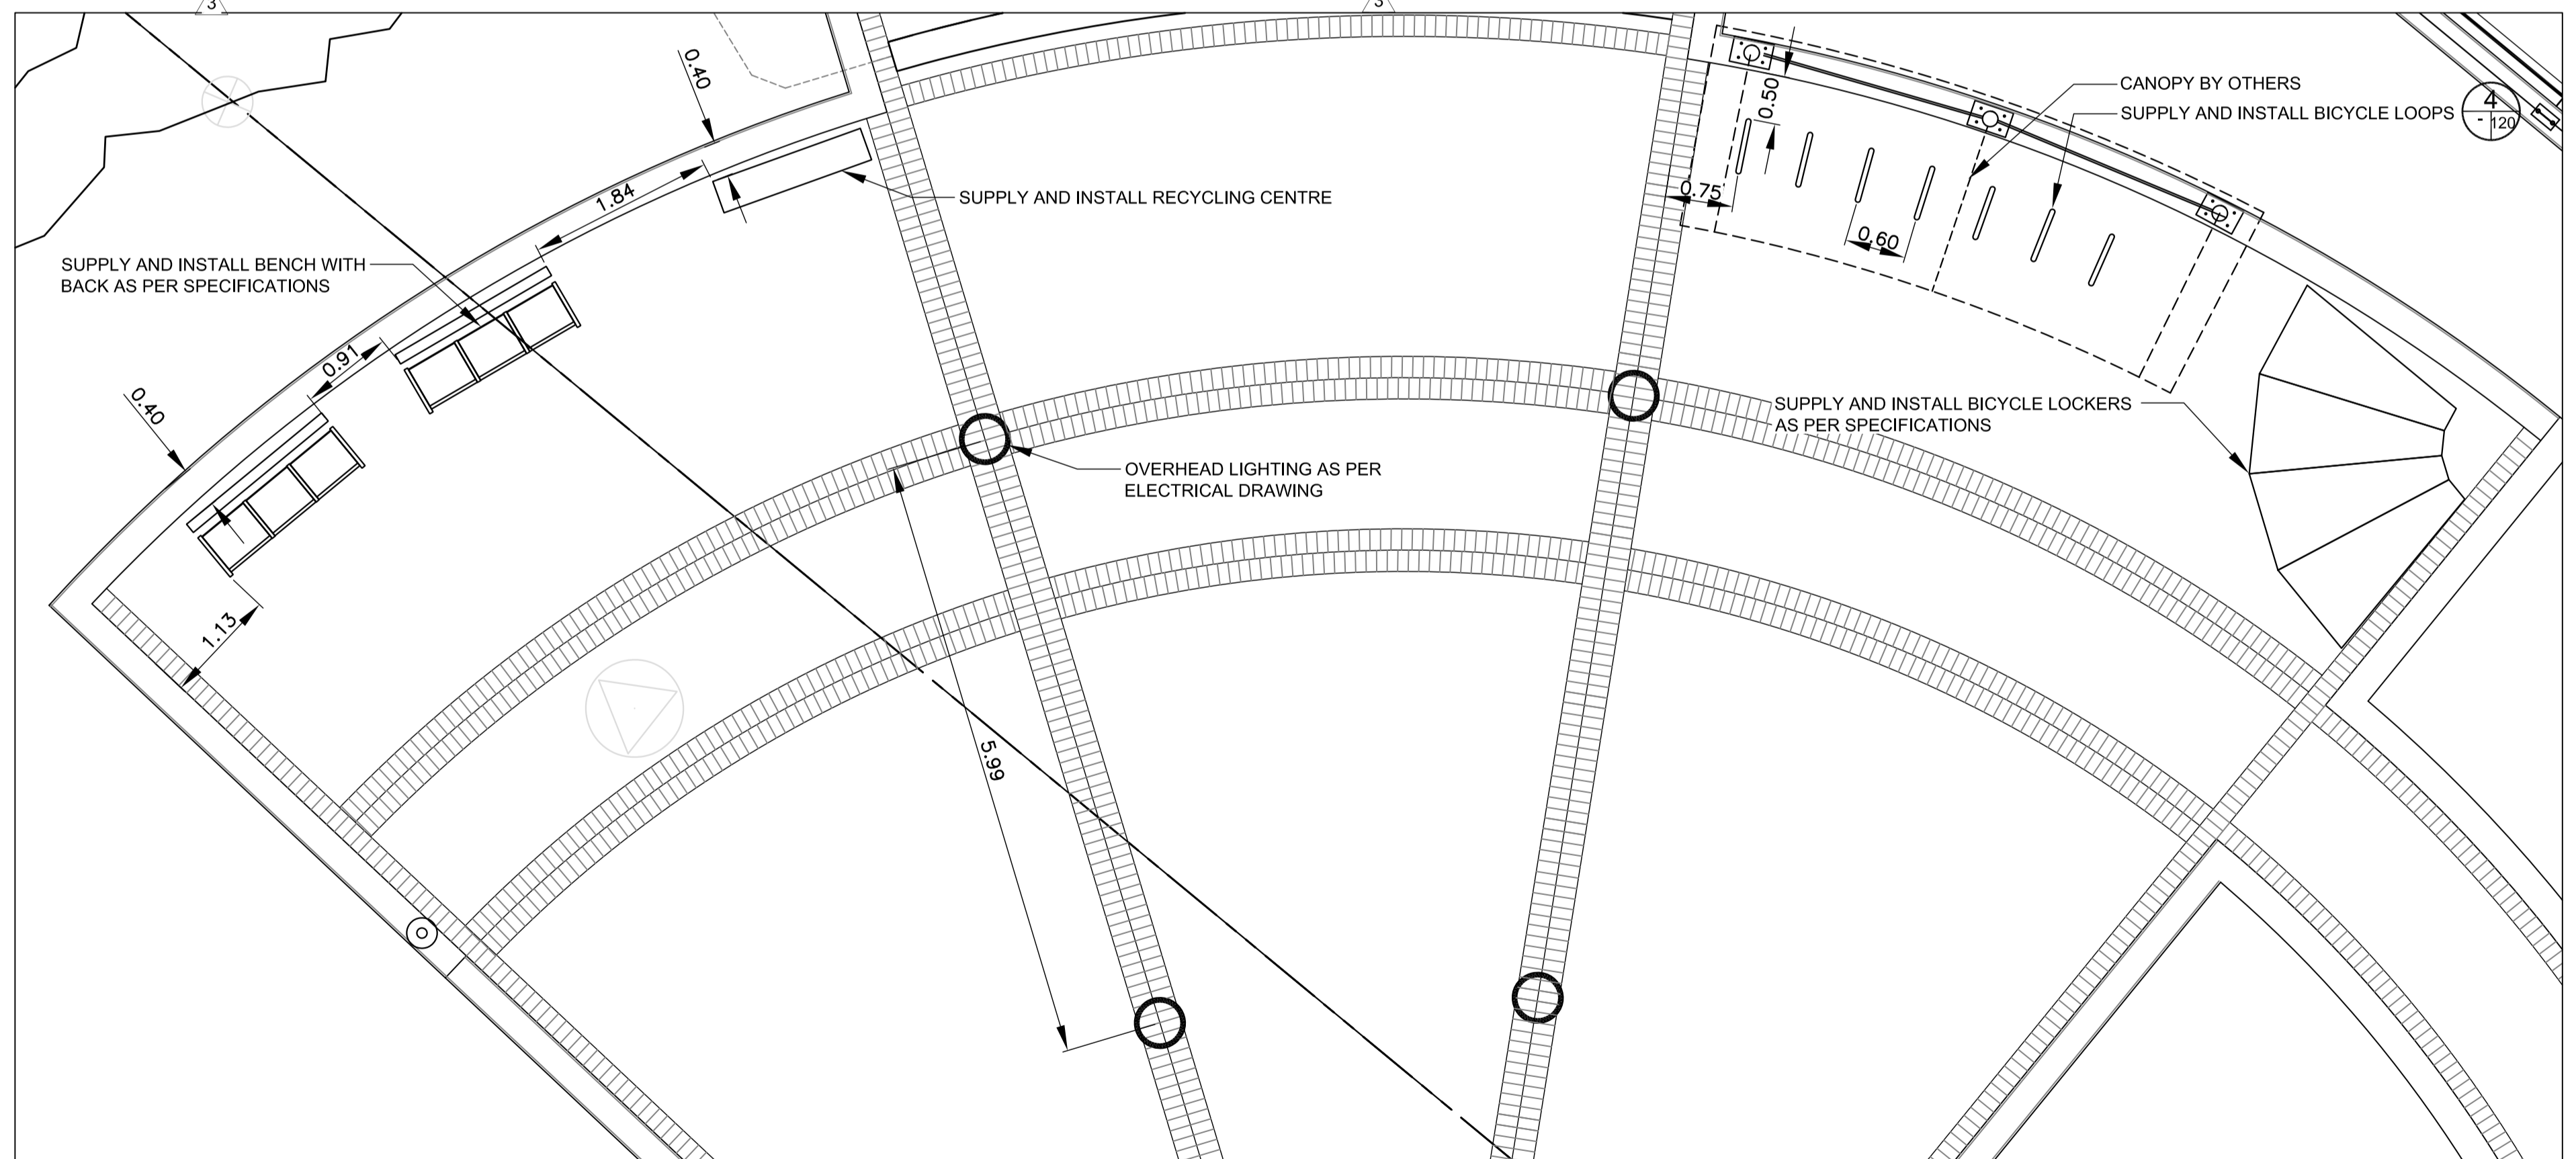 3
3
0.40
0.50
CANOPY BY OTHERS
SUPPLY AND INSTALL BICYCLE LOOPS
4
- 120
1.84
SUPPLY AND INSTALL RECYCLING CENTRE
0.75
0.60
SUPPLY AND INSTALL BENCH WITH
BACK AS PER SPECIFICATIONS
0.91
0.40
SUPPLY AND INSTALL BICYCLE LOCKERS
AS PER SPECIFICATIONS
OVERHEAD LIGHTING AS PER
ELECTRICAL DRAWING
1.13
5.99